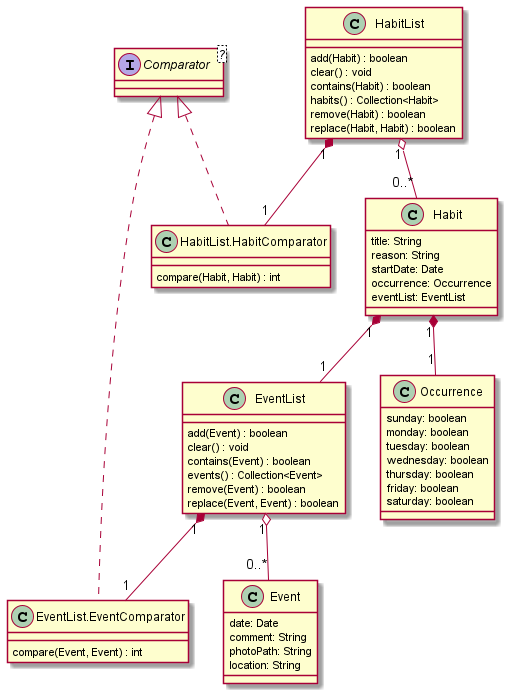 C HabitList
add(Habit) : boolean
clear() : void
contains(Habit) : boolean
habits() : Collection<Habit>
remove(Habit) : boolean
replace(Habit, Habit) : boolean
I Comparator
?
1
1
1
0..*
C HabitList.HabitComparator
compare(Habit, Habit) : int
C Habit
title: String
reason: String
startDate: Date
occurrence: Occurrence
eventList: EventList
1
1
1
1
C EventList
add(Event) : boolean
clear() : void
contains(Event) : boolean
events() : Collection<Event>
remove(Event) : boolean
replace(Event, Event) : boolean
C Occurrence
sunday: boolean
monday: boolean
tuesday: boolean
wednesday: boolean
thursday: boolean
friday: boolean
saturday: boolean
1
1
1
0..*
C EventList.EventComparator
compare(Event, Event) : int
C Event
date: Date
comment: String
photoPath: String
location: String